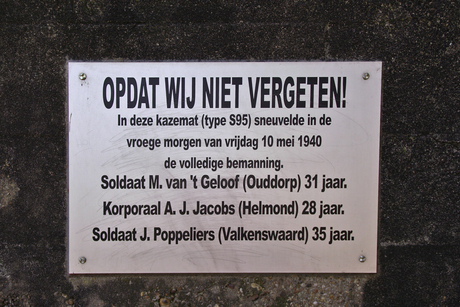 OPDAT WIJ NIET VERGETEN!
In deze kazemat (type S95) sneuvelde in de
vroege morgen van vrijdag 10 mei 1940
de volledige bemanning.
Soldaat M. van 't Geloof (Ouddorp) 31 jaar.
Korporaal A. J. Jacobs (Helmond) 28 jaar.
Soldaat J. Poppeliers (Valkenswaard) 35 jaar.